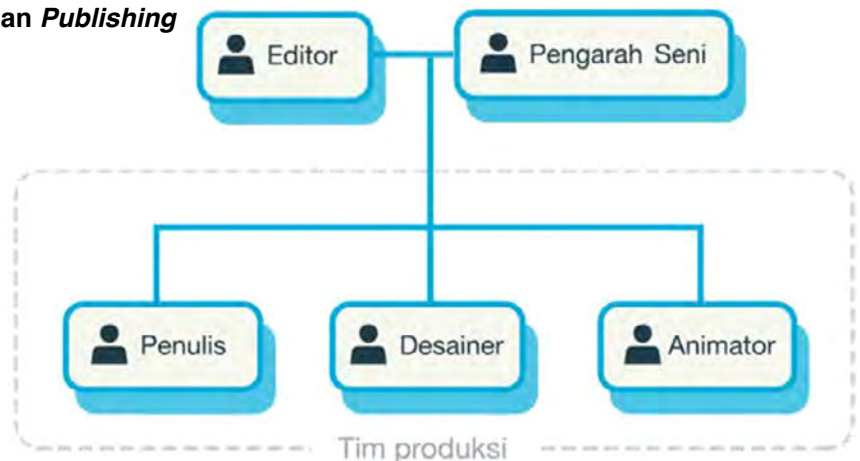 an Publishing
Editor
Pengarah Seni
Penulis
Desainer
Animator
Tim produksi